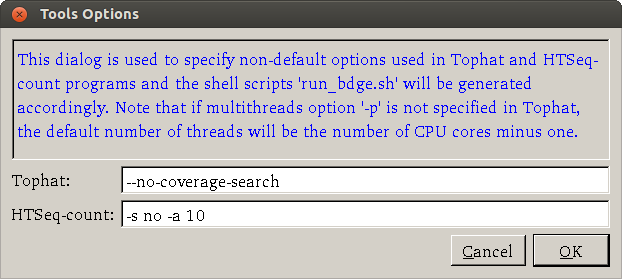 Tools Options
This dialog is used to specify non-default options used in Tophat and HTSeq-
count programs and the shell scripts 'run_bdge.sh' will be generated
accordingly. Note that if multithreads option '-p' is not specified in Tophat,
the default number of threads will be the number of CPU cores minus one.
Tophat: --no-coverage-search
HTSeq-count: -s no -a 10
Cancel OK